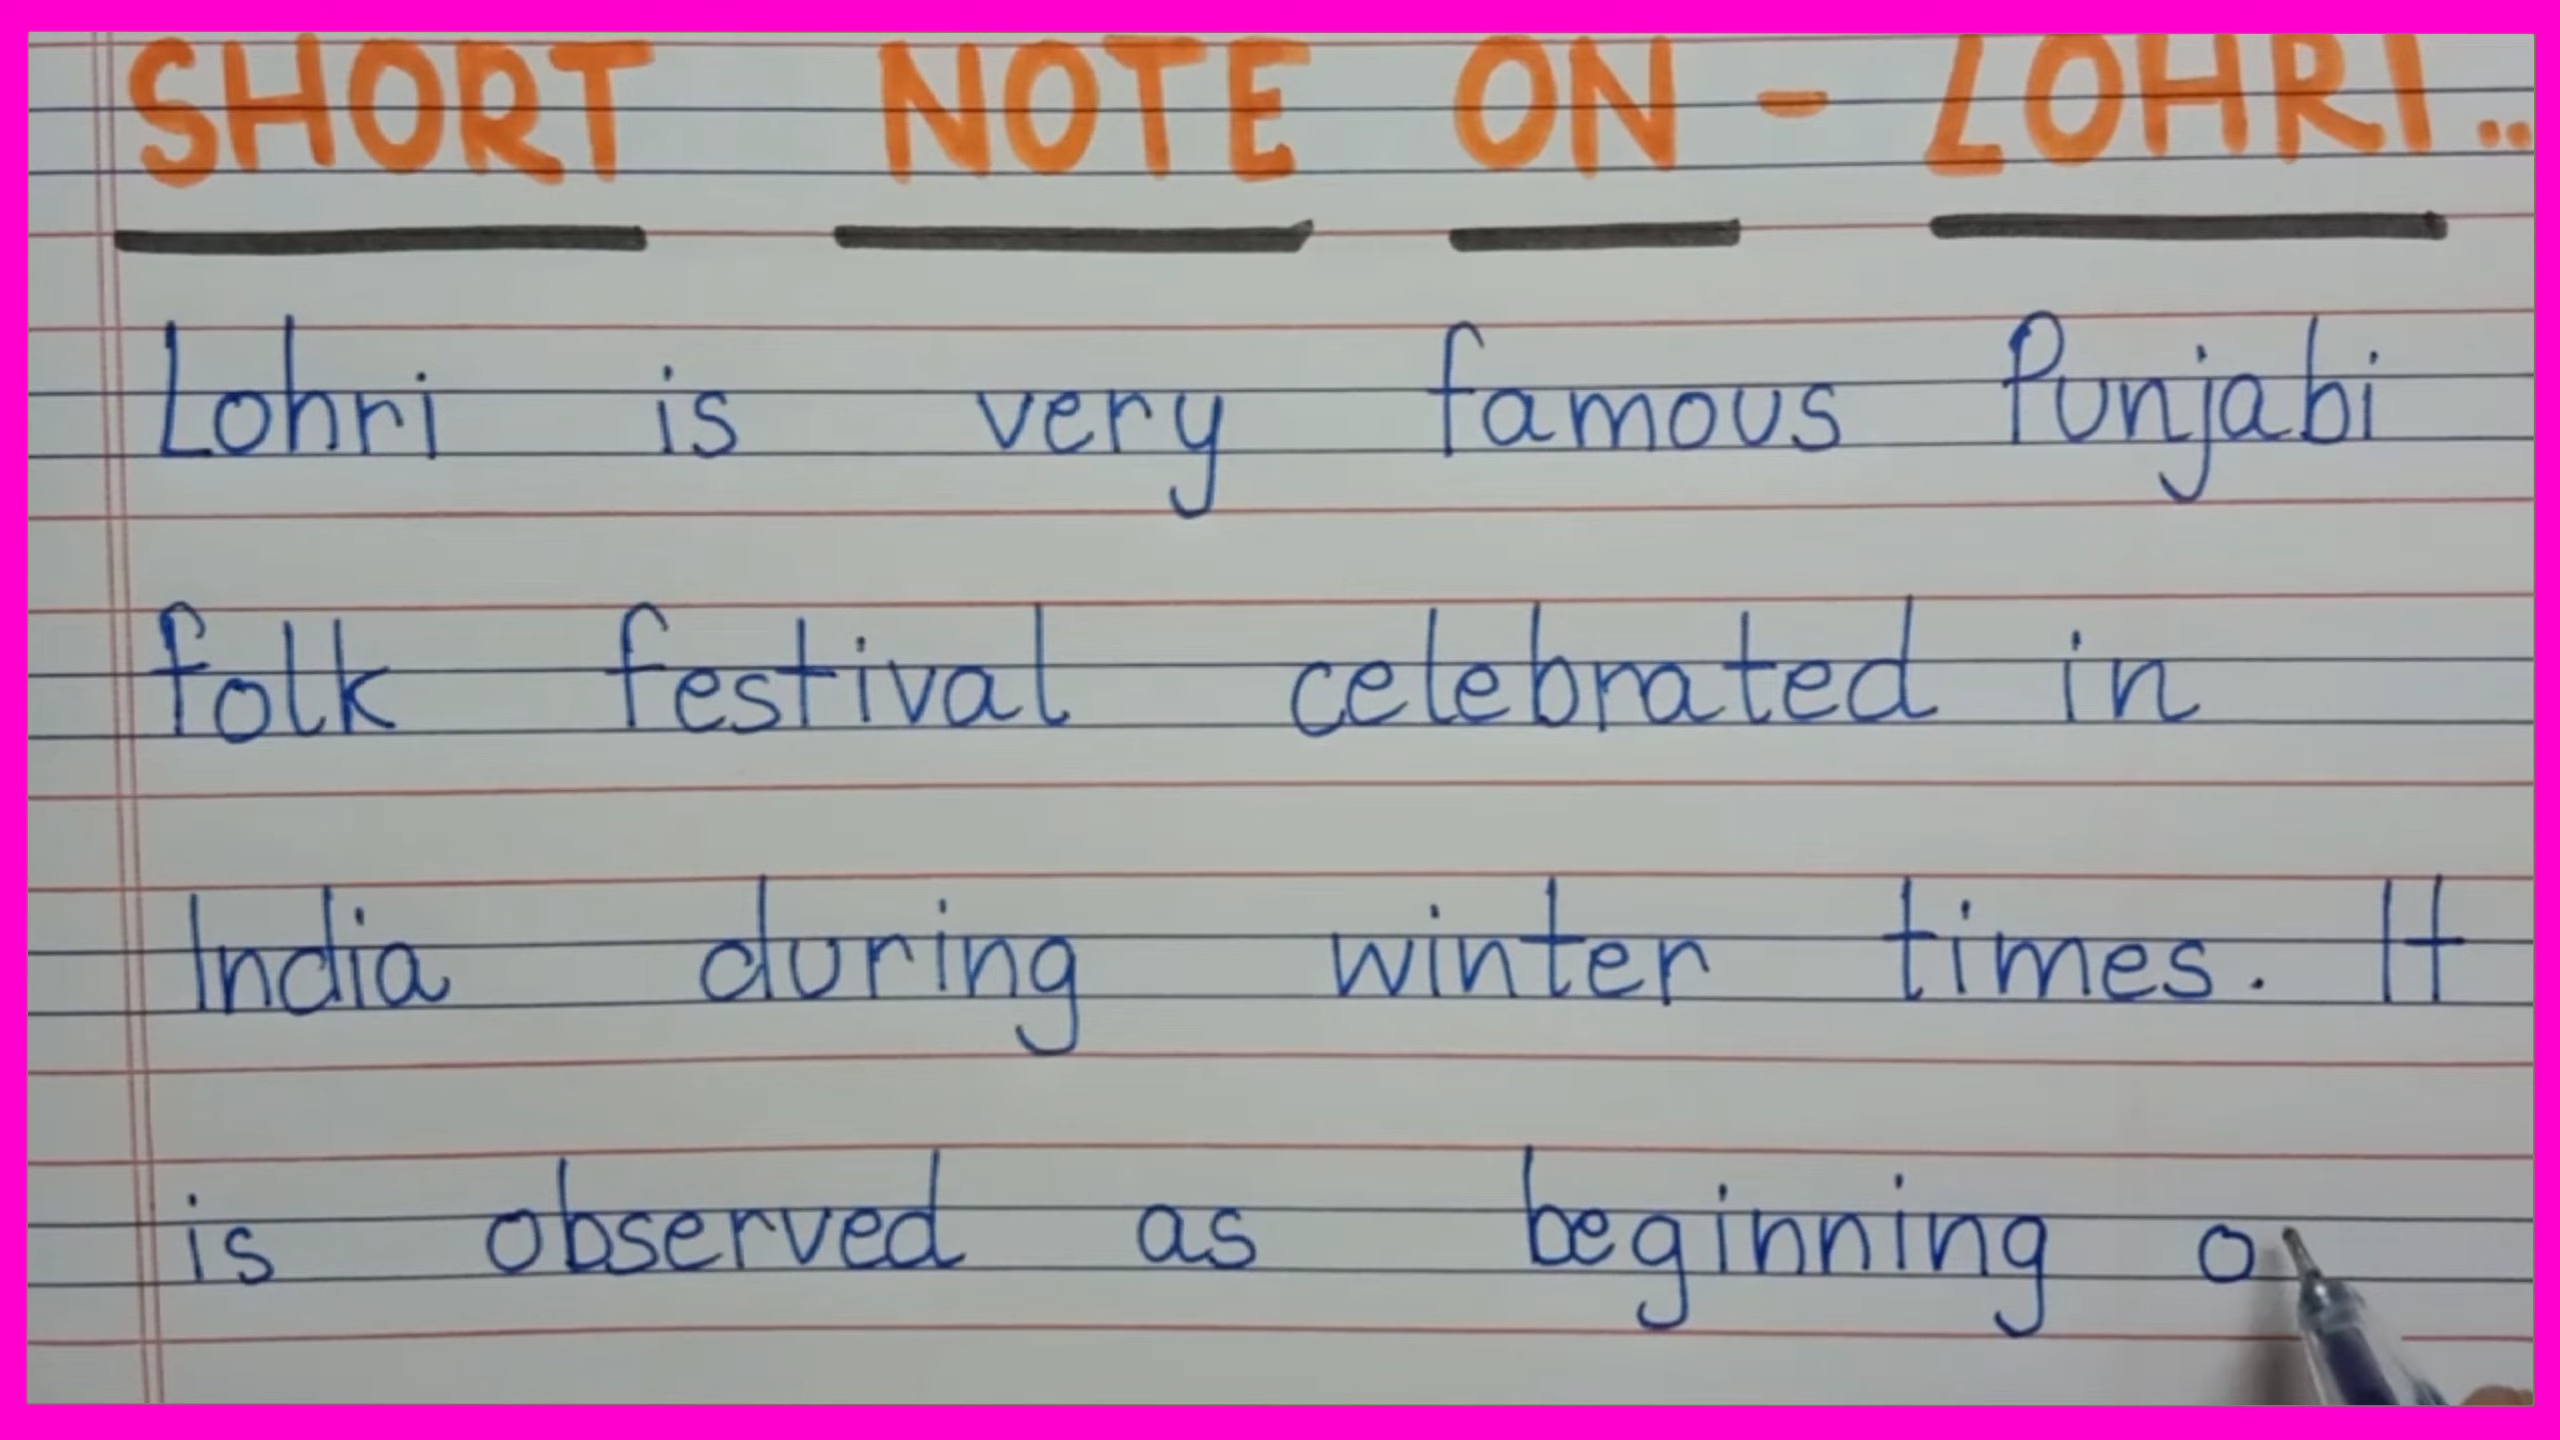 SHORT NOTE ON - LOHRI..
Lohri is very famous Punjabi
folk festival celebrated in
India during winter times. It
is observed as beginning o